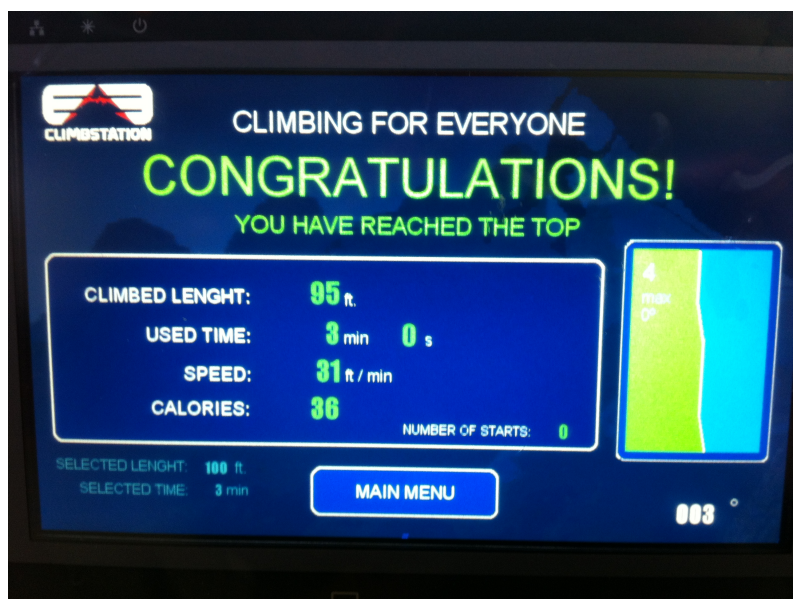 CLIMBSTATION
CLIMBING FOR EVERYONE
CONGRATULATIONS!
YOU HAVE REACHED THE TOP
CLIMBED LENGHT: 95 ft.
USED TIME: 3 min 0 s
SPEED: 31 ft / min
CALORIES: 36
NUMBER OF STARTS: 0
4
max
0°
SELECTED LENGHT: 100 ft.
SELECTED TIME: 3 min
MAIN MENU
003 °